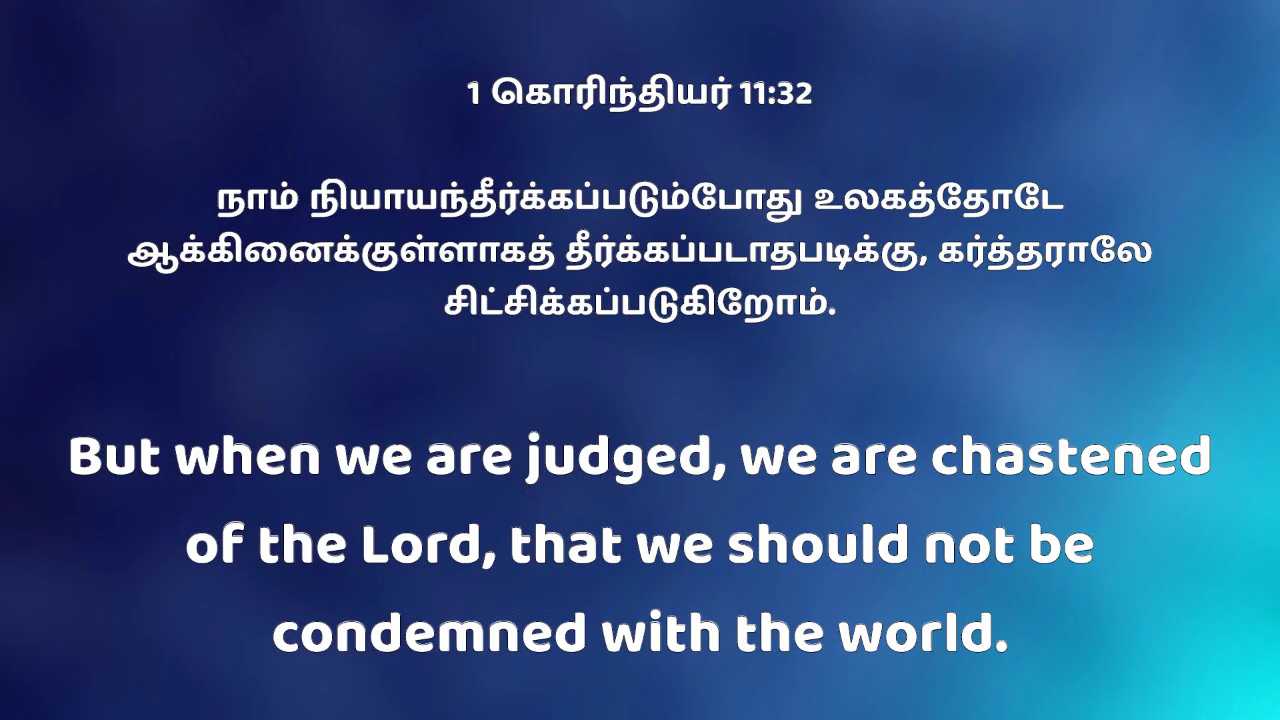 1 கொரிந்தியர் 11:32
நாம் நியாயந்தீர்க்கப்படும்போது உலகத்தோடே
ஆக்கினைக்குள்ளாகத் தீர்க்கப்படாதபடிக்கு, கர்த்தராலே
சிட்சிக்கப்படுகிறோம்.
But when we are judged, we are chastened
of the Lord, that we should not be
condemned with the world.